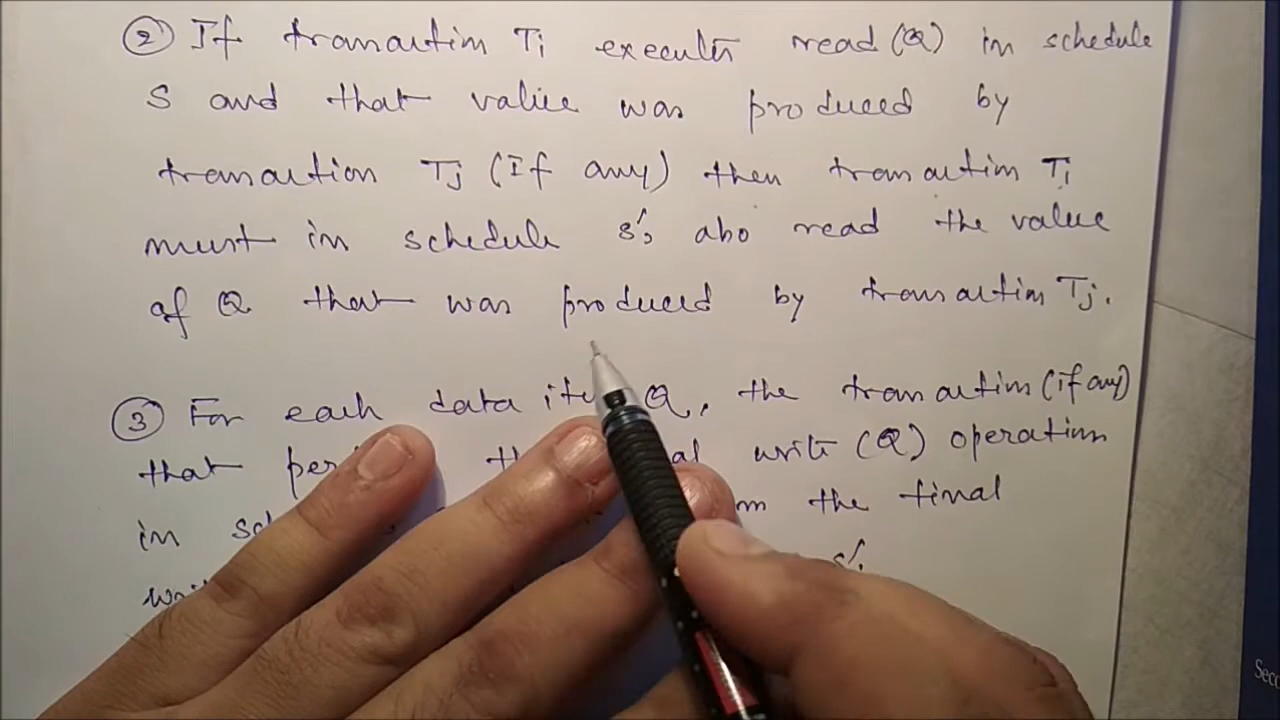 ② If transaction Ti executes read (Q) in schedule
S and that value was produced by
transaction Tj (If any) then transaction Ti
must in schedule s', also read the value
of Q that was produced by transaction Tj.
③ For each data Q, the transaction (if any)
that write (Q) operation
in the final
s'.